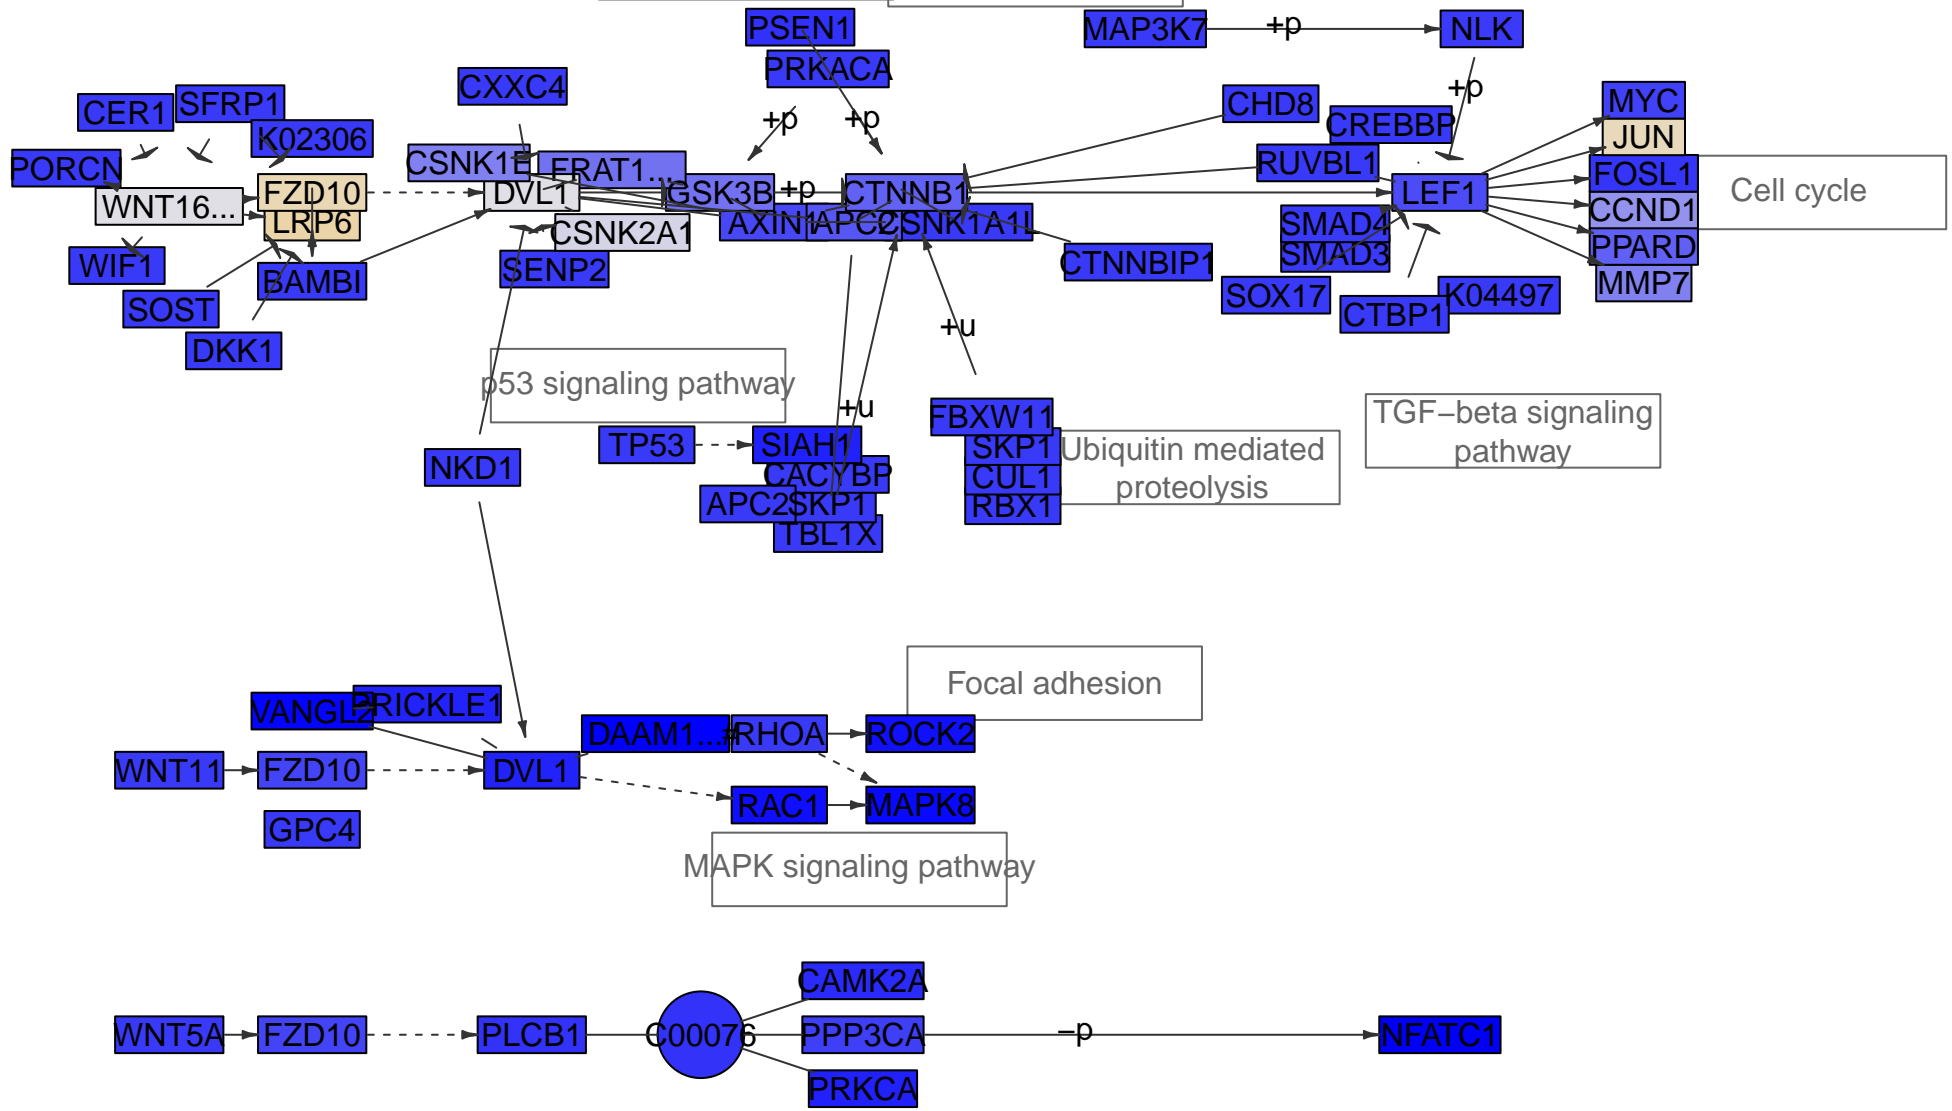 PSEN1
MAP3K7
+p
NLK
PRKACA
CXXC4
CER1
SFRP1
K02306
+p
+p
CHD8
CREBBP
+p
MYC
JUN
PORCN
CSNK1E
FRAT1...
RUVBL1
FOSL1
Cell cycle
WNT16...
FZD10
LRP6
DVL1
GSK3B
+p
CTNNB1
LEF1
CCND1
AXIN1
APC2
CSNK1A1L
SMAD4
SMAD3
PPARD
MMP7
CSNK2A1
SENP2
CTNNBIP1
WIF1
BAMBI
SOST
DKK1
SOX17
CTBP1
K04497
+u
p53 signaling pathway
+u
FBXW11
TGF−beta signaling
pathway
TP53
SIAH1
SKP1
Ubiquitin mediated
proteolysis
NKD1
CACYBP
CUL1
APC2
SKP1
RBX1
TBL1X
Focal adhesion
VANGL2
PRICKLE1
DAAM1...
RHOA
ROCK2
WNT11
FZD10
DVL1
RAC1
MAPK8
GPC4
MAPK signaling pathway
CAMK2A
WNT5A
FZD10
PLCB1
C00076
PPP3CA
−p
NFATC1
PRKCA